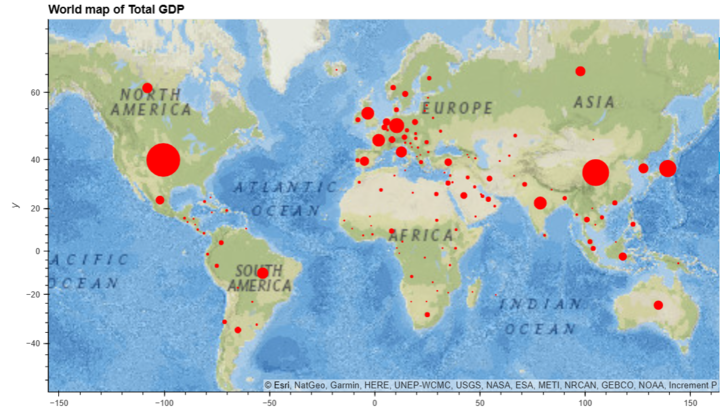 World map of Total GDP
60
40
20
0
−20
−40
y
NORTH
AMERICA
EUROPE
ASIA
ATLANTIC
OCEAN
AFRICA
SOUTH
AMERICA
ACIFIC
OCEAN
INDIAN
OCEAN
© Esri, NatGeo, Garmin, HERE, UNEP-WCMC, USGS, NASA, ESA, METI, NRCAN, GEBCO, NOAA, Increment P
−150
−100
−50
0
50
100
150